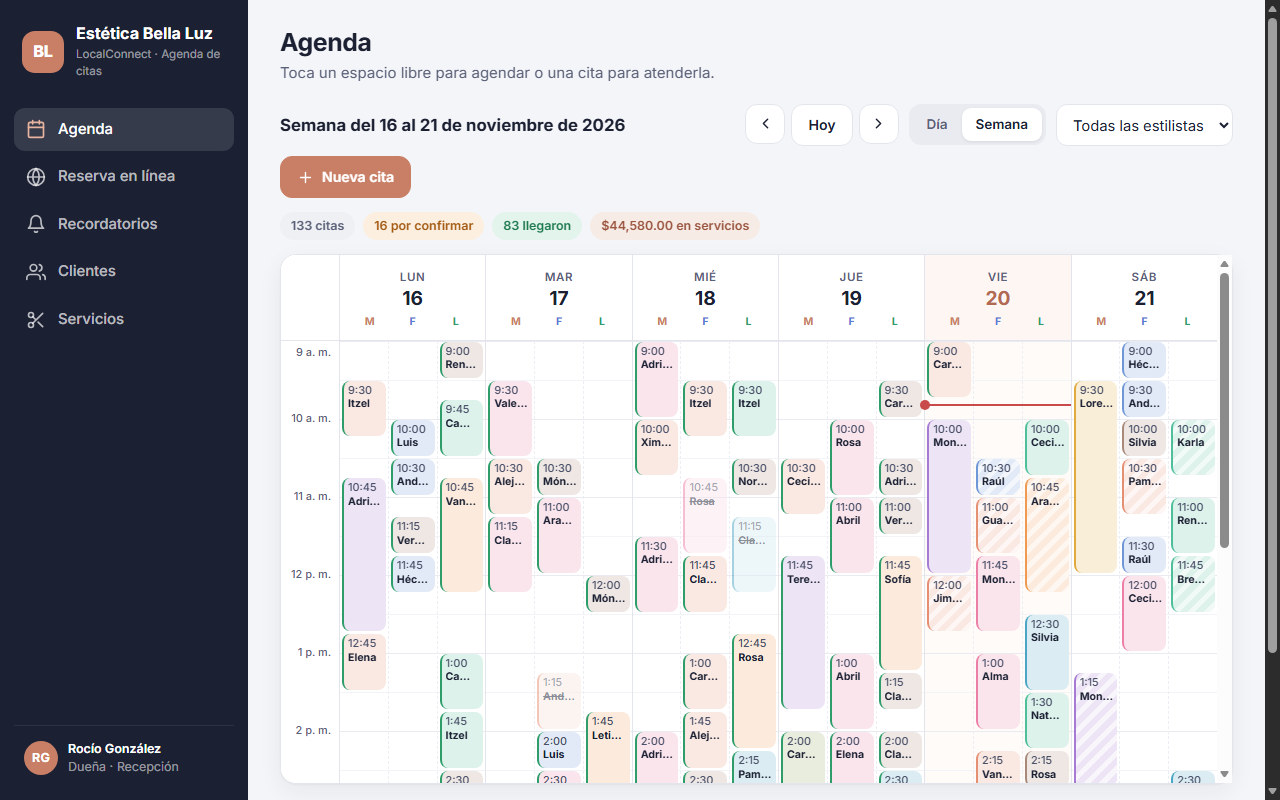 BL
Estética Bella Luz
LocalConnect · Agenda de
citas
Agenda
Reserva en línea
Recordatorios
Clientes
Servicios
RG
Rocío González
Dueña · Recepción
Agenda
Toca un espacio libre para agendar o una cita para atenderla.
Semana del 16 al 21 de noviembre de 2026
Hoy
Día
Semana
Todas las estilistas
Nueva cita
133 citas
16 por confirmar
83 llegaron
$44,580.00 en servicios
LUN
16
M F L
MAR
17
M F L
MIÉ
18
M F L
JUE
19
M F L
VIE
20
M F L
SÁB
21
M F L
9 a. m.
10 a. m.
11 a. m.
12 p. m.
1 p. m.
2 p. m.
9:30
Itzel
10:45
Adri...
12:45
Elena
10:00
Luis
10:30
And...
11:15
Ver...
11:45
Héc...
9:00
Ren...
9:45
Ca...
10:45
Van...
1:00
Ca...
1:45
Itzel
2:30
9:30
Vale...
10:30
Alej...
11:15
Cla...
10:30
Món...
11:00
Ara...
1:15
And...
2:00
Luis
2:30
12:00
Món...
1:45
Leti...
9:00
Adri...
10:00
Xim...
11:30
Adri...
2:00
Adri...
9:30
Itzel
10:45
Rosa
11:45
Cla...
1:00
Car...
1:45
Alej...
2:30
9:30
Itzel
10:30
Nor...
11:15
Cla...
12:45
Rosa
2:15
Pam...
10:30
Ceci...
11:45
Tere...
2:00
Car...
10:00
Rosa
11:00
Abril
1:00
Abril
2:00
Elena
9:30
Car...
10:30
Adri...
11:00
Ver...
11:45
Sofía
1:15
Cla...
2:00
Cla...
2:30
9:00
Car...
10:00
Mon...
12:00
Jim...
10:30
Raúl
11:00
Gua...
11:45
Mon...
1:00
Alma
2:15
Van...
10:00
Ceci...
10:45
Ara...
12:30
Silvia
1:30
Nat...
2:15
Rosa
9:30
Lore...
1:15
Mon...
9:00
Héc...
9:30
And...
10:00
Silvia
10:30
Pam...
11:30
Raúl
12:00
Ceci...
10:00
Karla
11:00
Ren...
11:45
Bre...
2:30